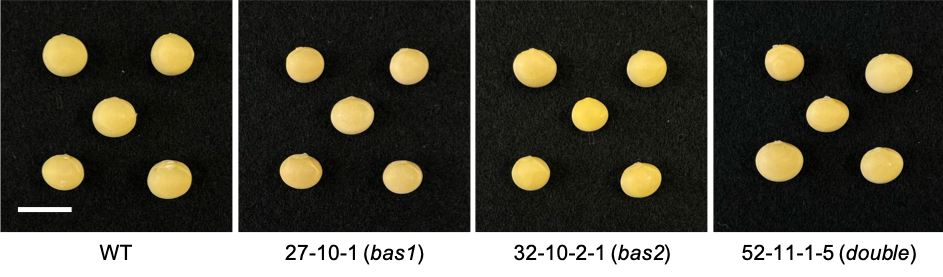 WT
27-10-1 (bas1)
32-10-2-1 (bas2)
52-11-1-5 (double)